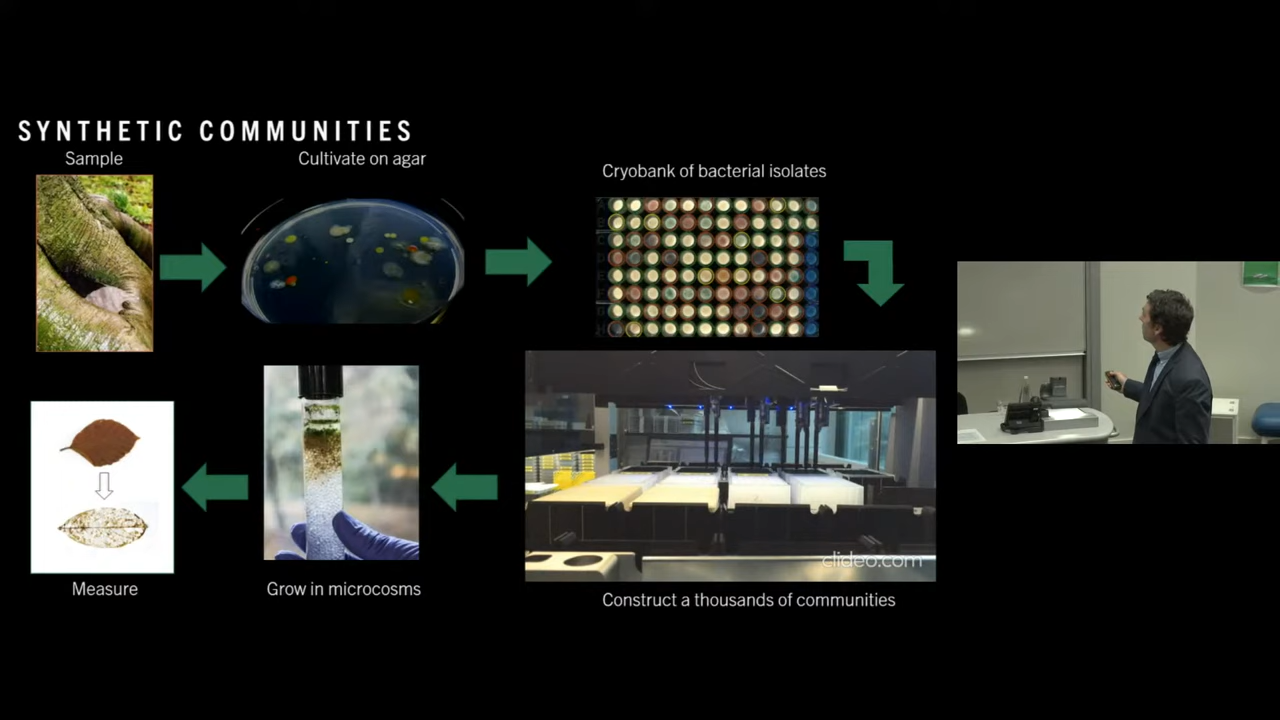 SYNTHETIC COMMUNITIES
Sample
Cultivate on agar
Cryobank of bacterial isolates
clideo.com
Measure
Grow in microcosms
Construct a thousands of communities